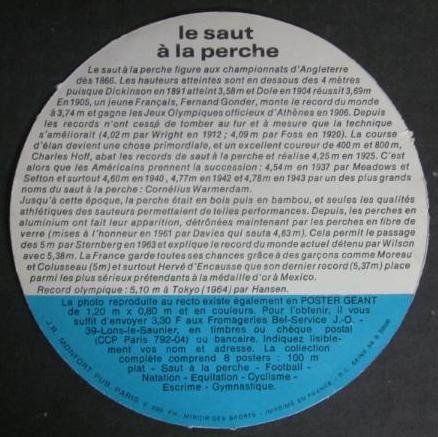 le saut
à la perche
Le saut à la perche figure aux championnats d'Angleterre
dès 1866. Les hauteurs atteintes sont en dessous des 4 mètres
puisque Dickinson en 1891 atteint 3,58m et Dole en 1904 réussit 3,69m
En 1905, un jeune Français, Fernand Gonder, monte le record du monde
à 3,74 m et gagne les Jeux Olympiques officieux d'Athènes en 1906. Depuis
les records n'ont cessé de tomber au fur et à mesure que la technique
s'améliorait (4,02 m par Wright en 1912 ; 4,09 m par Foss en 1920). La course
d'élan devient une chose primordiale, et un excellent coureur de 400 m et 800 m,
Charles Hoff, abat les records de saut à la perche et réalise 4,25 m en 1925. C'est
alors que les Américains prennent la succession : 4,54 m en 1937 par Meadows et
Sefton et surtout 4,60 m en 1940 ; 4,77 m en 1942 et 4,78 m en 1943 par un des plus grands
noms du saut à la perche : Cornélius Warmerdam.
Jusqu'à cette époque, la perche était en bois puis en bambou, et seules les qualités
athlétiques des sauteurs permettaient de telles performances. Depuis, les perches en
aluminium ont fait leur apparition, détrônées maintenant par les perches en fibre de
verre (mises à l'honneur en 1961 par Davies qui sauta 4,83 m). Cela permit le passage
des 5 m par Sternberg en 1963 et explique le record du monde actuel détenu par Wilson
avec 5,38 m. La France garde toutes ses chances grâce à des garçons comme Moreau
et Colusseau (5m) et surtout Hervé d'Encausse que son dernier record (5,37 m) place
parmi les plus sérieux prétendants à la médaille d'or à Mexico.
Record olympique : 5,10 m à Tokyo (1964) par Hansen.
La photo reproduite au recto existe également en POSTER GEANT
de 1,20 m x 0,80 m et en couleurs. Pour l'obtenir, il vous
suffit d'envoyer 3,30 F aux Fromageries Bel-Service J.-O. -
39-Lons-le-Saunier, en timbres ou chèque postal
(CCP Paris 792-04) ou bancaire. Indiquez lisible-
ment vos nom et adresse. La collection
complète comprend 8 posters : 100 m
plat - Saut à la perche - Football -
Natation - Equitation - Cyclisme -
Escrime - Gymnastique.
MONFORT PUB. PARIS PH. MIROIR DES SPORTS - IMPRIMÉ EN FRANCE - R.C. SEINE